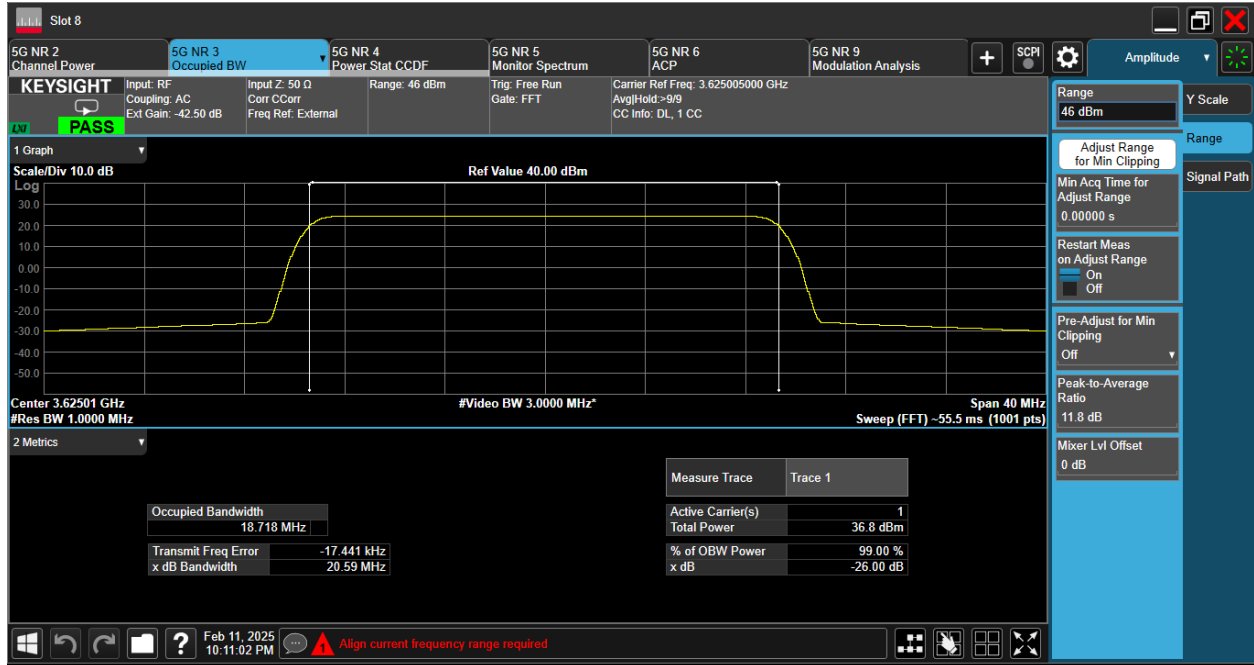 Slot 8
5G NR 2
Channel Power
5G NR 3
Occupied BW
5G NR 4
Power Stat CCDF
5G NR 5
Monitor Spectrum
5G NR 6
ACP
5G NR 9
Modulation Analysis
+
SCPI
Amplitude
KEYSIGHT
LXI
PASS
Input: RF
Coupling: AC
Ext Gain: -42.50 dB
Input Z: 50 Ω
Corr CCorr
Freq Ref: External
Range: 46 dBm
Trig: Free Run
Gate: FFT
Carrier Ref Freq: 3.625005000 GHz
Avg|Hold:>9/9
CC Info: DL, 1 CC
1 Graph
Scale/Div 10.0 dB
Ref Value 40.00 dBm
Log
30.0
20.0
10.0
0.00
-10.0
-20.0
-30.0
-40.0
-50.0
Center 3.62501 GHz
#Video BW 3.0000 MHz*
Span 40 MHz
#Res BW 1.0000 MHz
Sweep (FFT) ~55.5 ms (1001 pts)
2 Metrics
Measure Trace Trace 1
Occupied Bandwidth
18.718 MHz
Active Carrier(s) 1
Total Power 36.8 dBm
Transmit Freq Error -17.441 kHz
x dB Bandwidth 20.59 MHz
% of OBW Power 99.00 %
x dB -26.00 dB
Range
46 dBm
Adjust Range
for Min Clipping
Min Acq Time for
Adjust Range
0.00000 s
Restart Meas
on Adjust Range
On
Off
Pre-Adjust for Min
Clipping
Off
Peak-to-Average
Ratio
11.8 dB
Mixer Lvl Offset
0 dB
Y Scale
Range
Signal Path
?
Feb 11, 2025
10:11:02 PM
1
Align current frequency range required